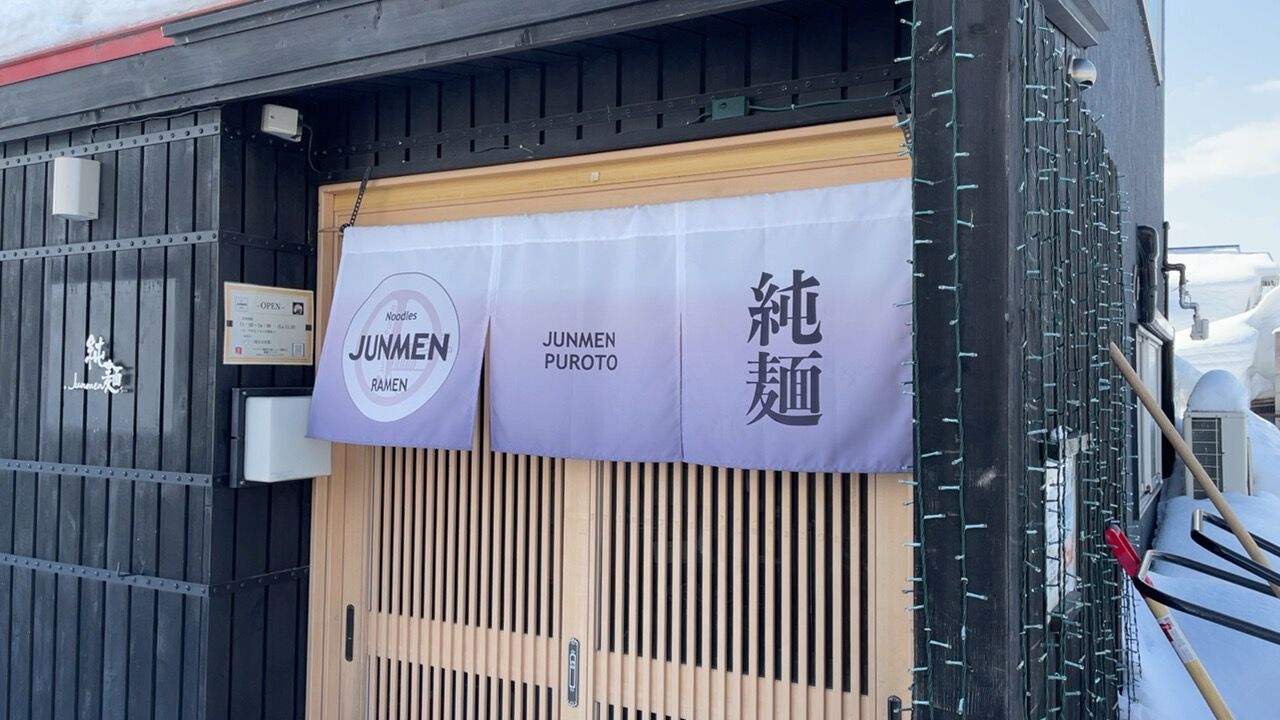 純
麺
Junmen
-OPEN-
Noodles
JUNMEN
RAMEN
JUNMEN
PUROTO
純
麺